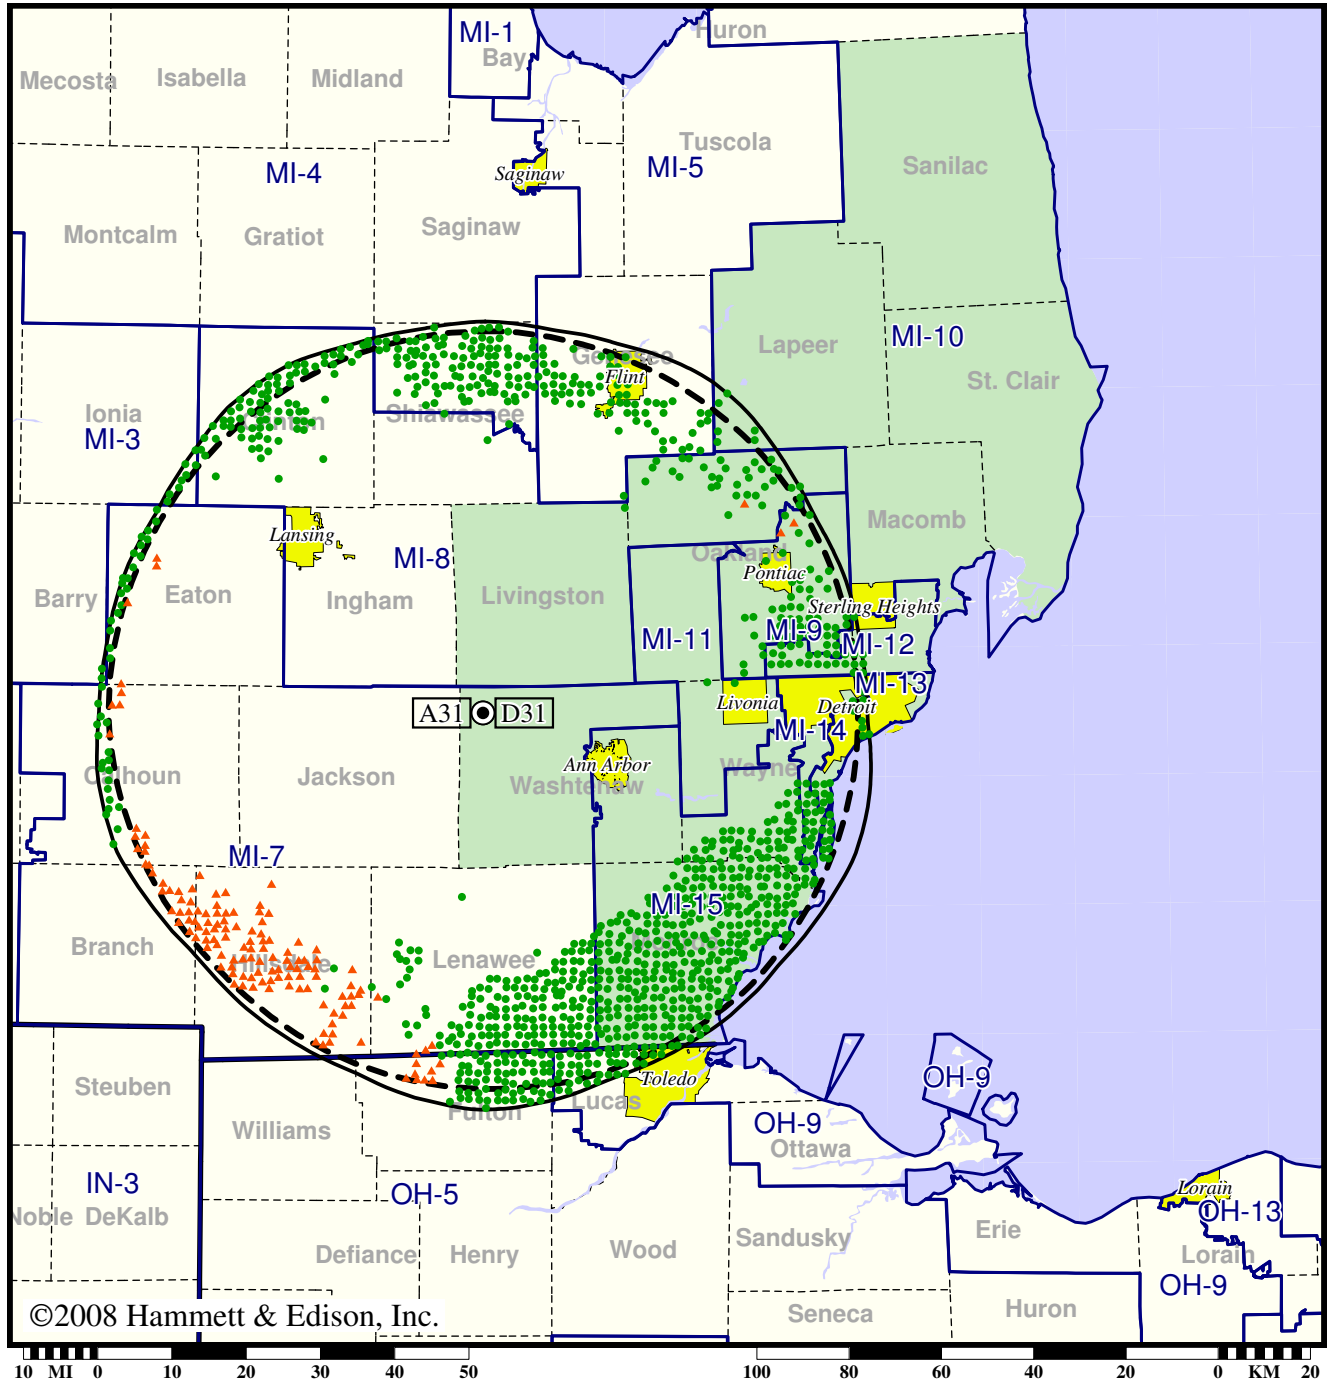 MI-1
Huron
Bay
Mecosta
Isabella
Midland
Tuscola
MI-5
Sanilac
MI-4
Saginaw
Montcalm
Gratiot
Saginaw
MI-10
Lapeer
St. Clair
Genesee
Flint
Ionia
MI-3
Clinton
Shiawassee
Macomb
Lansing
MI-8
Oakland
Pontiac
Barry
Eaton
Ingham
Livingston
Sterling Heights
MI-11
MI-9
MI-12
MI-13
Livonia
Detroit
A31
D31
MI-14
Calhoun
Jackson
Ann Arbor
Washtenaw
Wayne
MI-7
MI-15
Branch
Hillsdale
Lenawee
Monroe
Steuben
Toledo
OH-9
Lucas
Fulton
Williams
OH-9
Ottawa
IN-3
OH-5
Lorain
OH-13
Noble
DeKalb
Defiance
Henry
Wood
Sandusky
Erie
Lorain
OH-9
Seneca
Huron
©2008 Hammett & Edison, Inc.
10 MI 0 10 20 30 40 50
100 80 60 40 20 0 KM 20